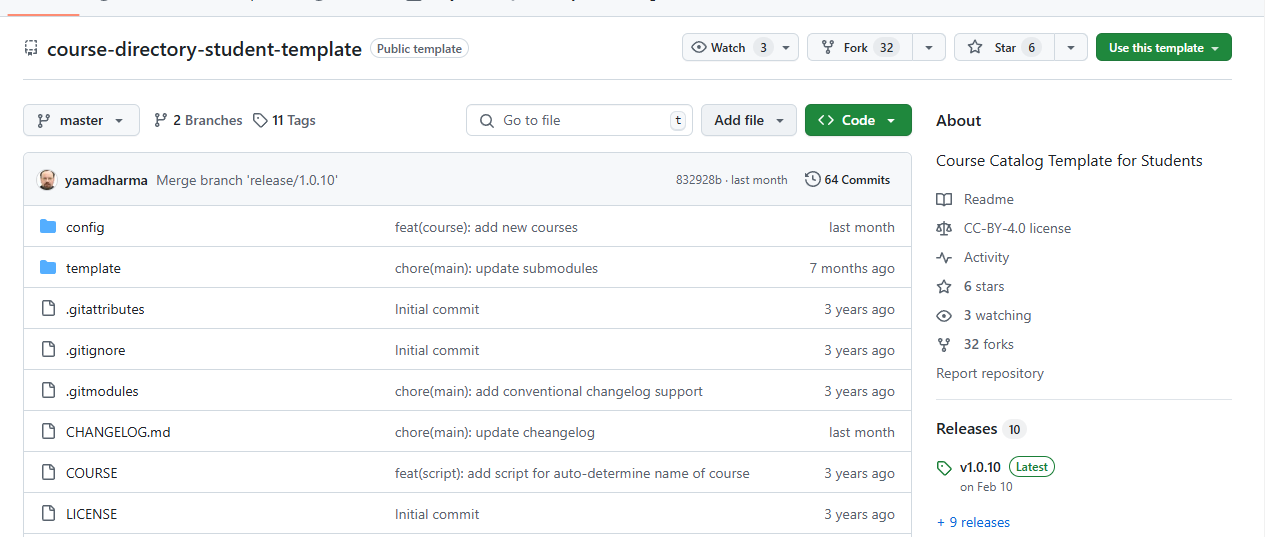 course-directory-student-template Public template Watch 3 Fork 32 Star 6 Use this template
master 2 Branches 11 Tags Go to file t Add file Code
yamadharma Merge branch 'release/1.0.10' 832928b · last month 64 Commits
config feat(course): add new courses last month
template chore(main): update submodules 7 months ago
.gitattributes Initial commit 3 years ago
.gitignore Initial commit 3 years ago
.gitmodules chore(main): add conventional changelog support 3 years ago
CHANGELOG.md chore(main): update cheangelog last month
COURSE feat(script): add script for auto-determine name of course 3 years ago
LICENSE Initial commit 3 years ago
About
Course Catalog Template for Students
Readme
CC-BY-4.0 license
Activity
6 stars
3 watching
32 forks
Report repository
Releases 10
v1.0.10 Latest
on Feb 10
+ 9 releases